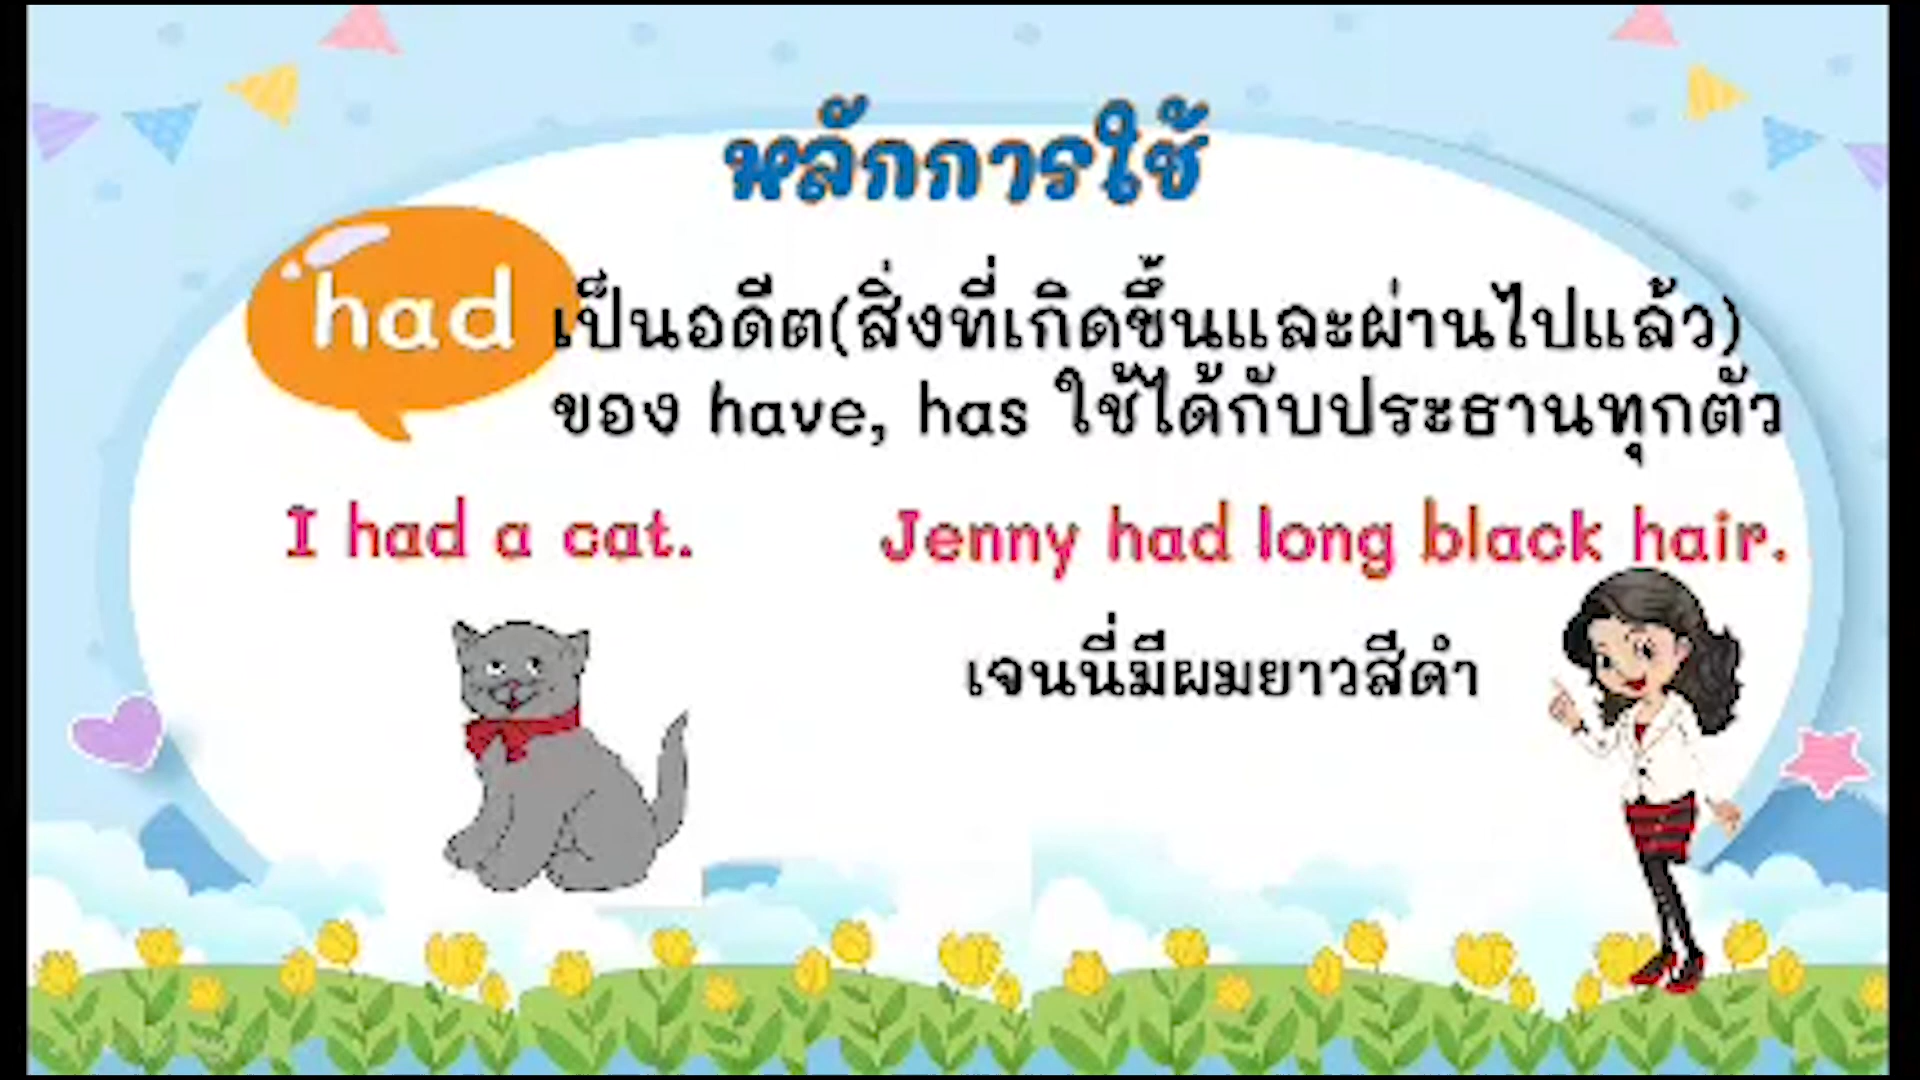 หลักการใช้
had เป็นอดีต(สิ่งที่เกิดขึ้นและผ่านไปแล้ว)
ของ have, has ใช้ได้กับประธานทุกตัว
I had a cat. Jenny had long black hair.
เจนนี่มีผมยาวสีดำ